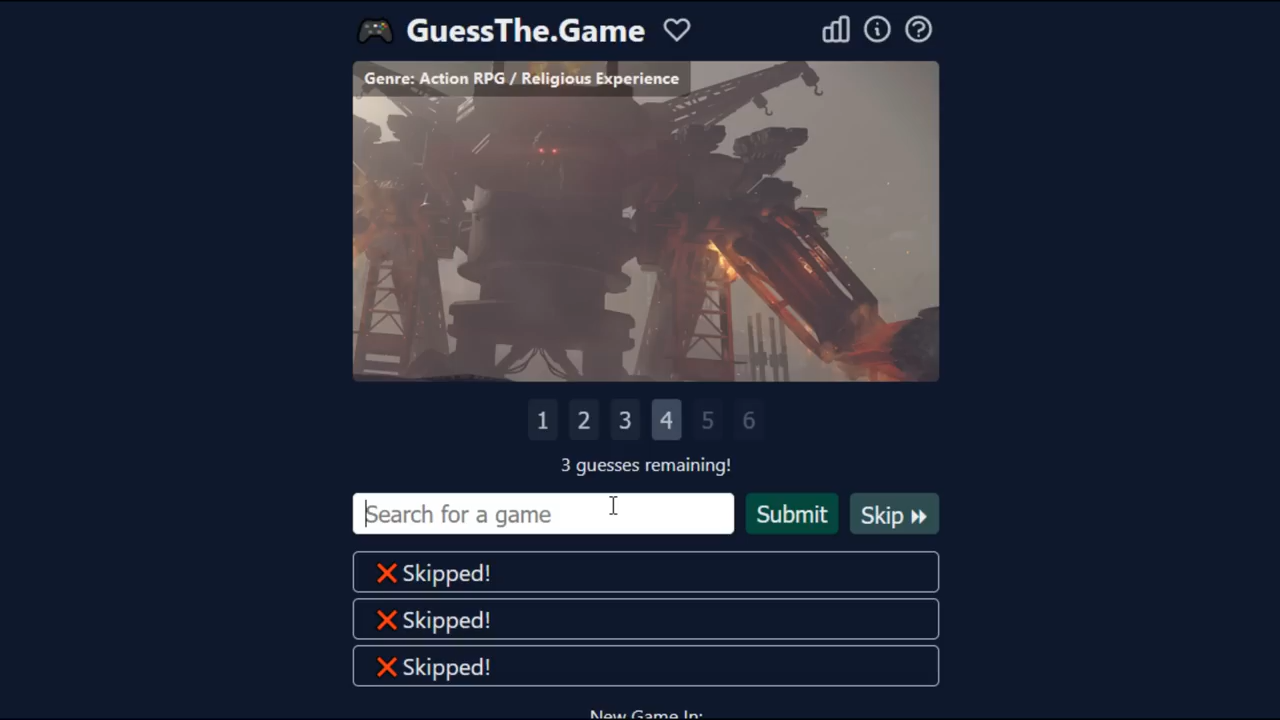 GuessThe.Game
Genre: Action RPG / Religious Experience
1 2 3 4 5 6
3 guesses remaining!
Search for a game
Submit
Skip
Skipped!
Skipped!
Skipped!
New Game In: